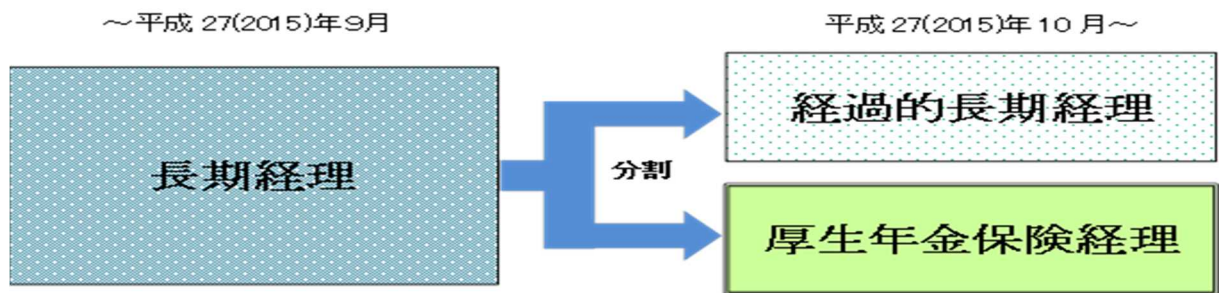 ～平成 27(2015)年9月
平成 27(2015)年 10 月～
長期経理
分割
経過的長期経理
厚生年金保険経理